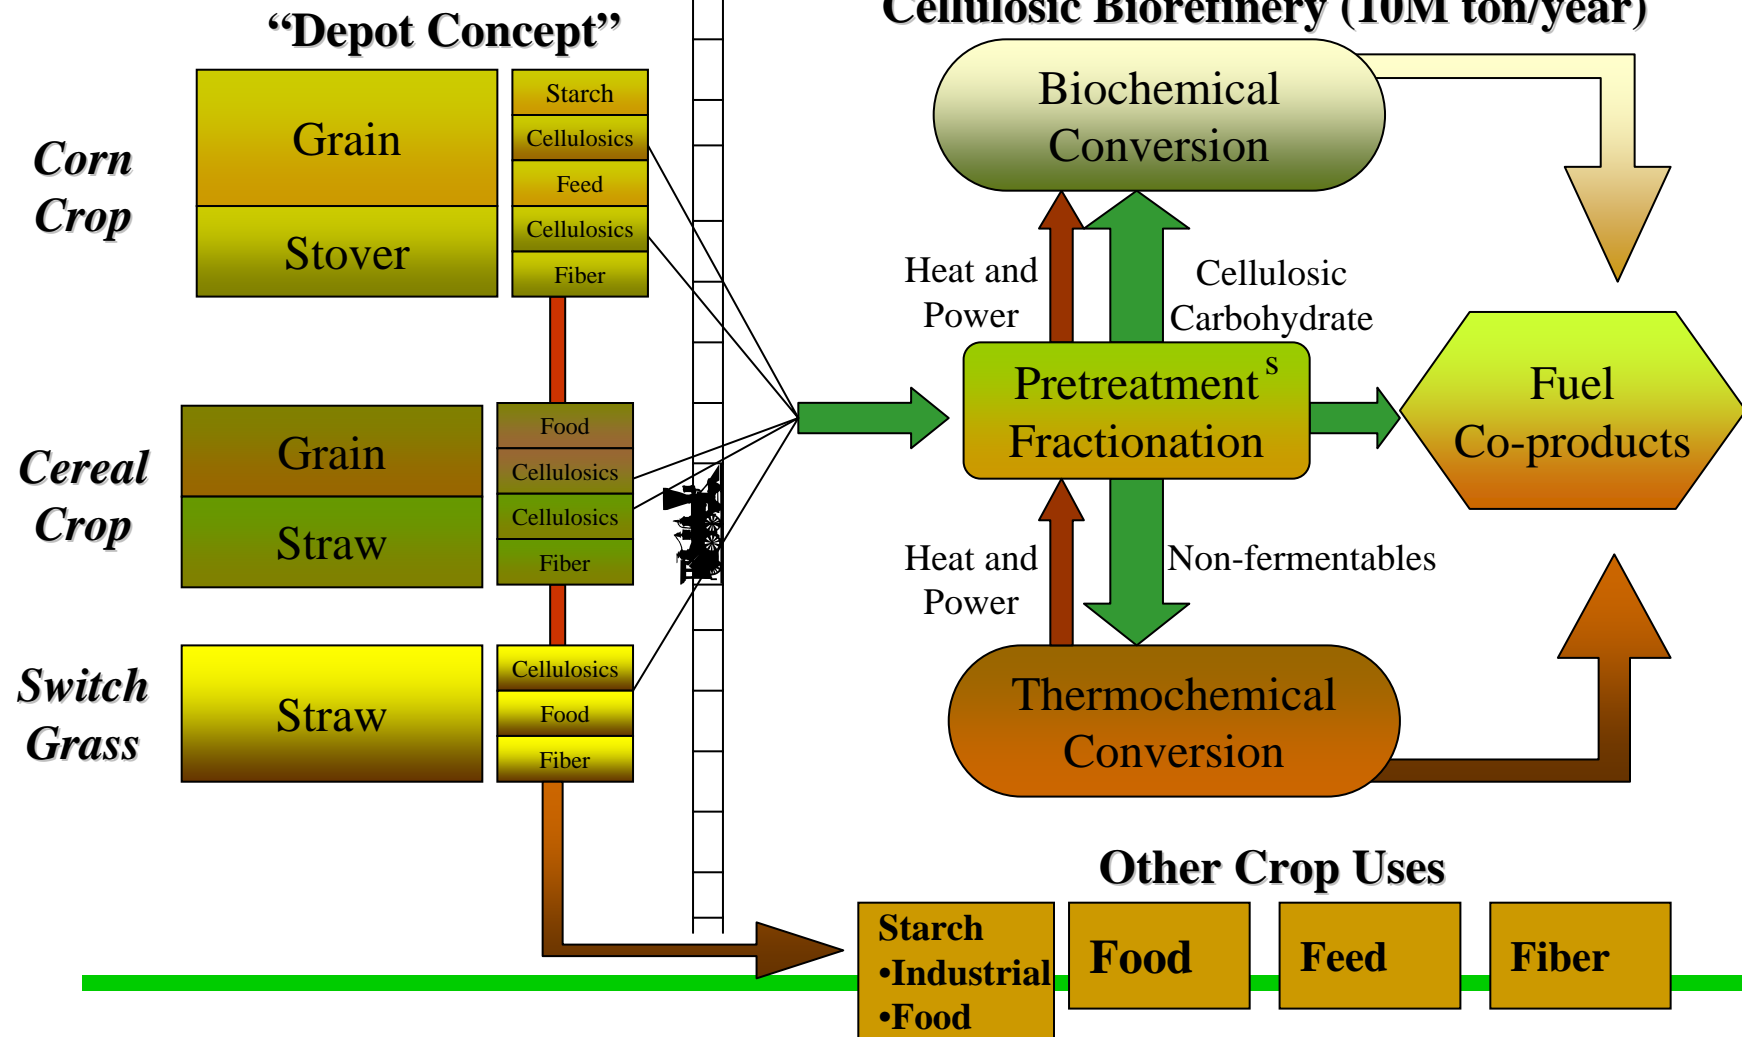 “Depot Concept”
Cellulosic Biorefinery (10M ton/year)
Corn
Crop
Grain
Stover
Starch
Cellulosics
Feed
Cellulosics
Fiber
Cereal
Crop
Grain
Straw
Food
Cellulosics
Cellulosics
Fiber
Switch
Grass
Straw
Cellulosics
Food
Fiber
Biochemical
Conversion
Heat and
Power
Cellulosic
Carbohydrate
s
Pretreatment
Fractionation
Fuel
Co-products
Heat and
Power
Non-fermentables
Thermochemical
Conversion
Other Crop Uses
Starch
•Industrial
•Food
Food
Feed
Fiber